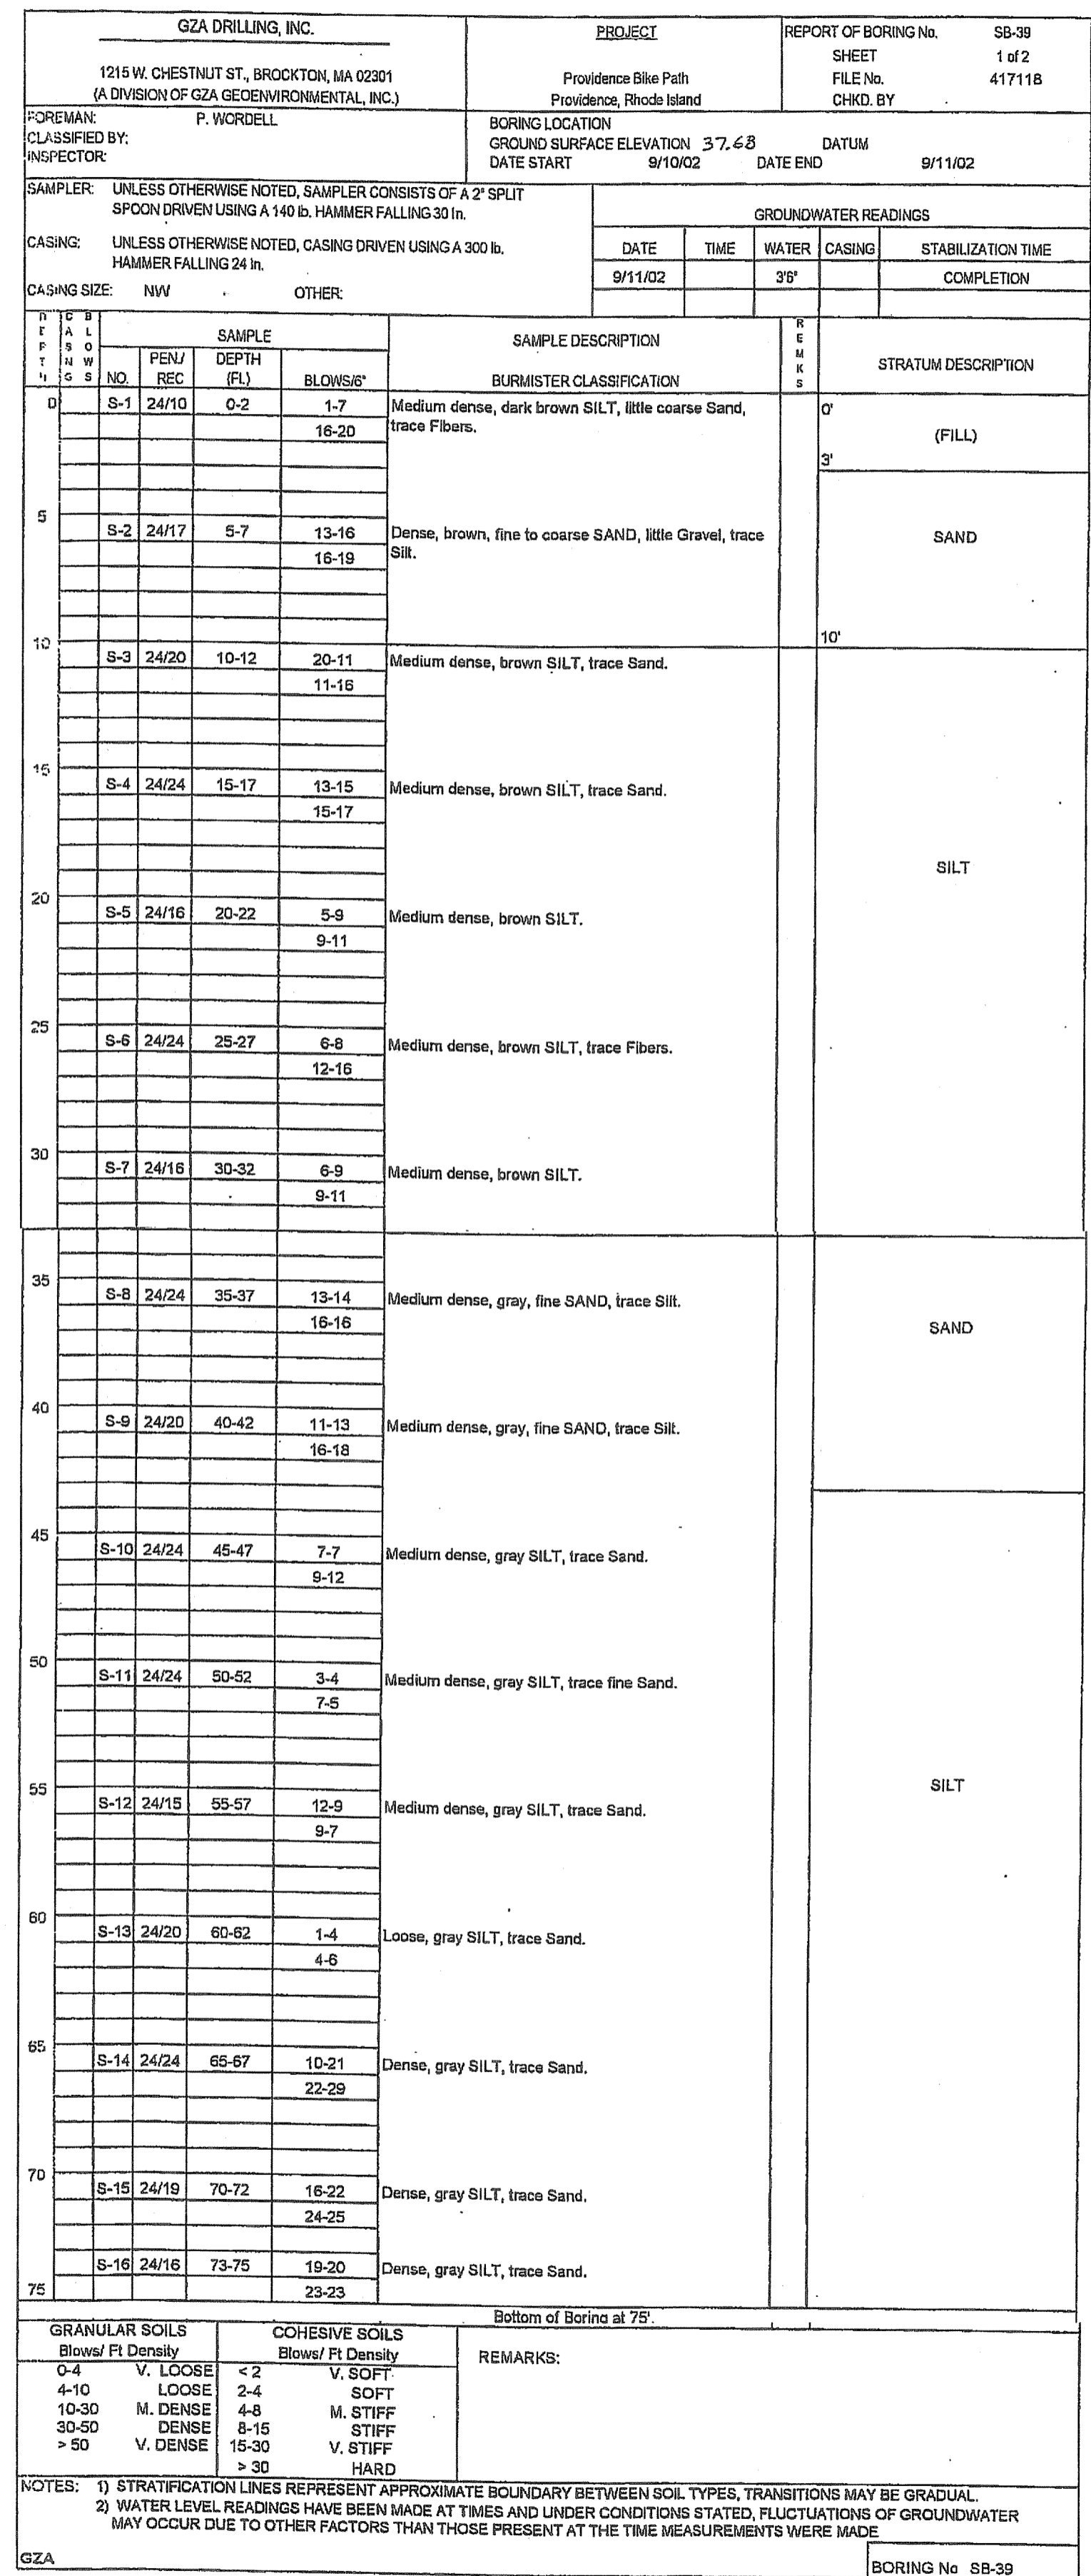 GZA DRILLING, INC.
1215 W. CHESTNUT ST., BROCKTON, MA 02301
(A DIVISION OF GZA GEOENVIRONMENTAL, INC.)
PROJECT
Providence Bike Path
Providence, Rhode Island
REPORT OF BORING No. SB-39
SHEET 1 of 2
FILE No. 417118
CHKD. BY
FOREMAN: P. WORDELL
CLASSIFIED BY:
INSPECTOR:
BORING LOCATION
GROUND SURFACE ELEVATION 37.68 DATUM
DATE START 9/10/02 DATE END 9/11/02
SAMPLER: UNLESS OTHERWISE NOTED, SAMPLER CONSISTS OF A 2" SPLIT
SPOON DRIVEN USING A 140 lb. HAMMER FALLING 30 In.
CASING: UNLESS OTHERWISE NOTED, CASING DRIVEN USING A 300 lb.
HAMMER FALLING 24 In.
CASING SIZE: NW OTHER:
GROUNDWATER READINGS
DATE TIME WATER CASING STABILIZATION TIME
9/11/02 3'6" COMPLETION
DEPTH
CASNG
BLOWS
SAMPLE
NO. PEN./REC DEPTH (Ft.) BLOWS/6"
SAMPLE DESCRIPTION
BURMISTER CLASSIFICATION
REMKS
STRATUM DESCRIPTION
0 S-1 24/10 0-2 1-7 Medium dense, dark brown SILT, little coarse Sand, 0'
16-20 trace Fibers. (FILL)
3'
5
S-2 24/17 5-7 13-16 Dense, brown, fine to coarse SAND, little Gravel, trace SAND
16-19 Silt.
10 10'
S-3 24/20 10-12 20-11 Medium dense, brown SILT, trace Sand.
11-16
15
S-4 24/24 15-17 13-15 Medium dense, brown SILT, trace Sand.
15-17
SILT
20
S-5 24/16 20-22 5-9 Medium dense, brown SILT.
9-11
25
S-6 24/24 25-27 6-8 Medium dense, brown SILT, trace Fibers.
12-16
30
S-7 24/16 30-32 6-9 Medium dense, brown SILT.
9-11
35
S-8 24/24 35-37 13-14 Medium dense, gray, fine SAND, trace Silt.
16-16 SAND
40
S-9 24/20 40-42 11-13 Medium dense, gray, fine SAND, trace Silt.
16-18
45
S-10 24/24 45-47 7-7 Medium dense, gray SILT, trace Sand.
9-12
50
S-11 24/24 50-52 3-4 Medium dense, gray SILT, trace fine Sand.
7-5
55 SILT
S-12 24/15 55-57 12-9 Medium dense, gray SILT, trace Sand.
9-7
60
S-13 24/20 60-62 1-4 Loose, gray SILT, trace Sand.
4-6
65
S-14 24/24 65-67 10-21 Dense, gray SILT, trace Sand.
22-29
70
S-15 24/19 70-72 16-22 Dense, gray SILT, trace Sand.
24-25
S-16 24/16 73-75 19-20 Dense, gray SILT, trace Sand.
75 23-23
Bottom of Boring at 75'.
GRANULAR SOILS
Blows/ Ft Density
0-4 V. LOOSE
4-10 LOOSE
10-30 M. DENSE
30-50 DENSE
> 50 V. DENSE
COHESIVE SOILS
Blows/ Ft Density
< 2 V. SOFT
2-4 SOFT
4-8 M. STIFF
8-15 STIFF
15-30 V. STIFF
> 30 HARD
REMARKS:
NOTES: 1) STRATIFICATION LINES REPRESENT APPROXIMATE BOUNDARY BETWEEN SOIL TYPES, TRANSITIONS MAY BE GRADUAL.
2) WATER LEVEL READINGS HAVE BEEN MADE AT TIMES AND UNDER CONDITIONS STATED, FLUCTUATIONS OF GROUNDWATER
MAY OCCUR DUE TO OTHER FACTORS THAN THOSE PRESENT AT THE TIME MEASUREMENTS WERE MADE
GZA
BORING No SB-39